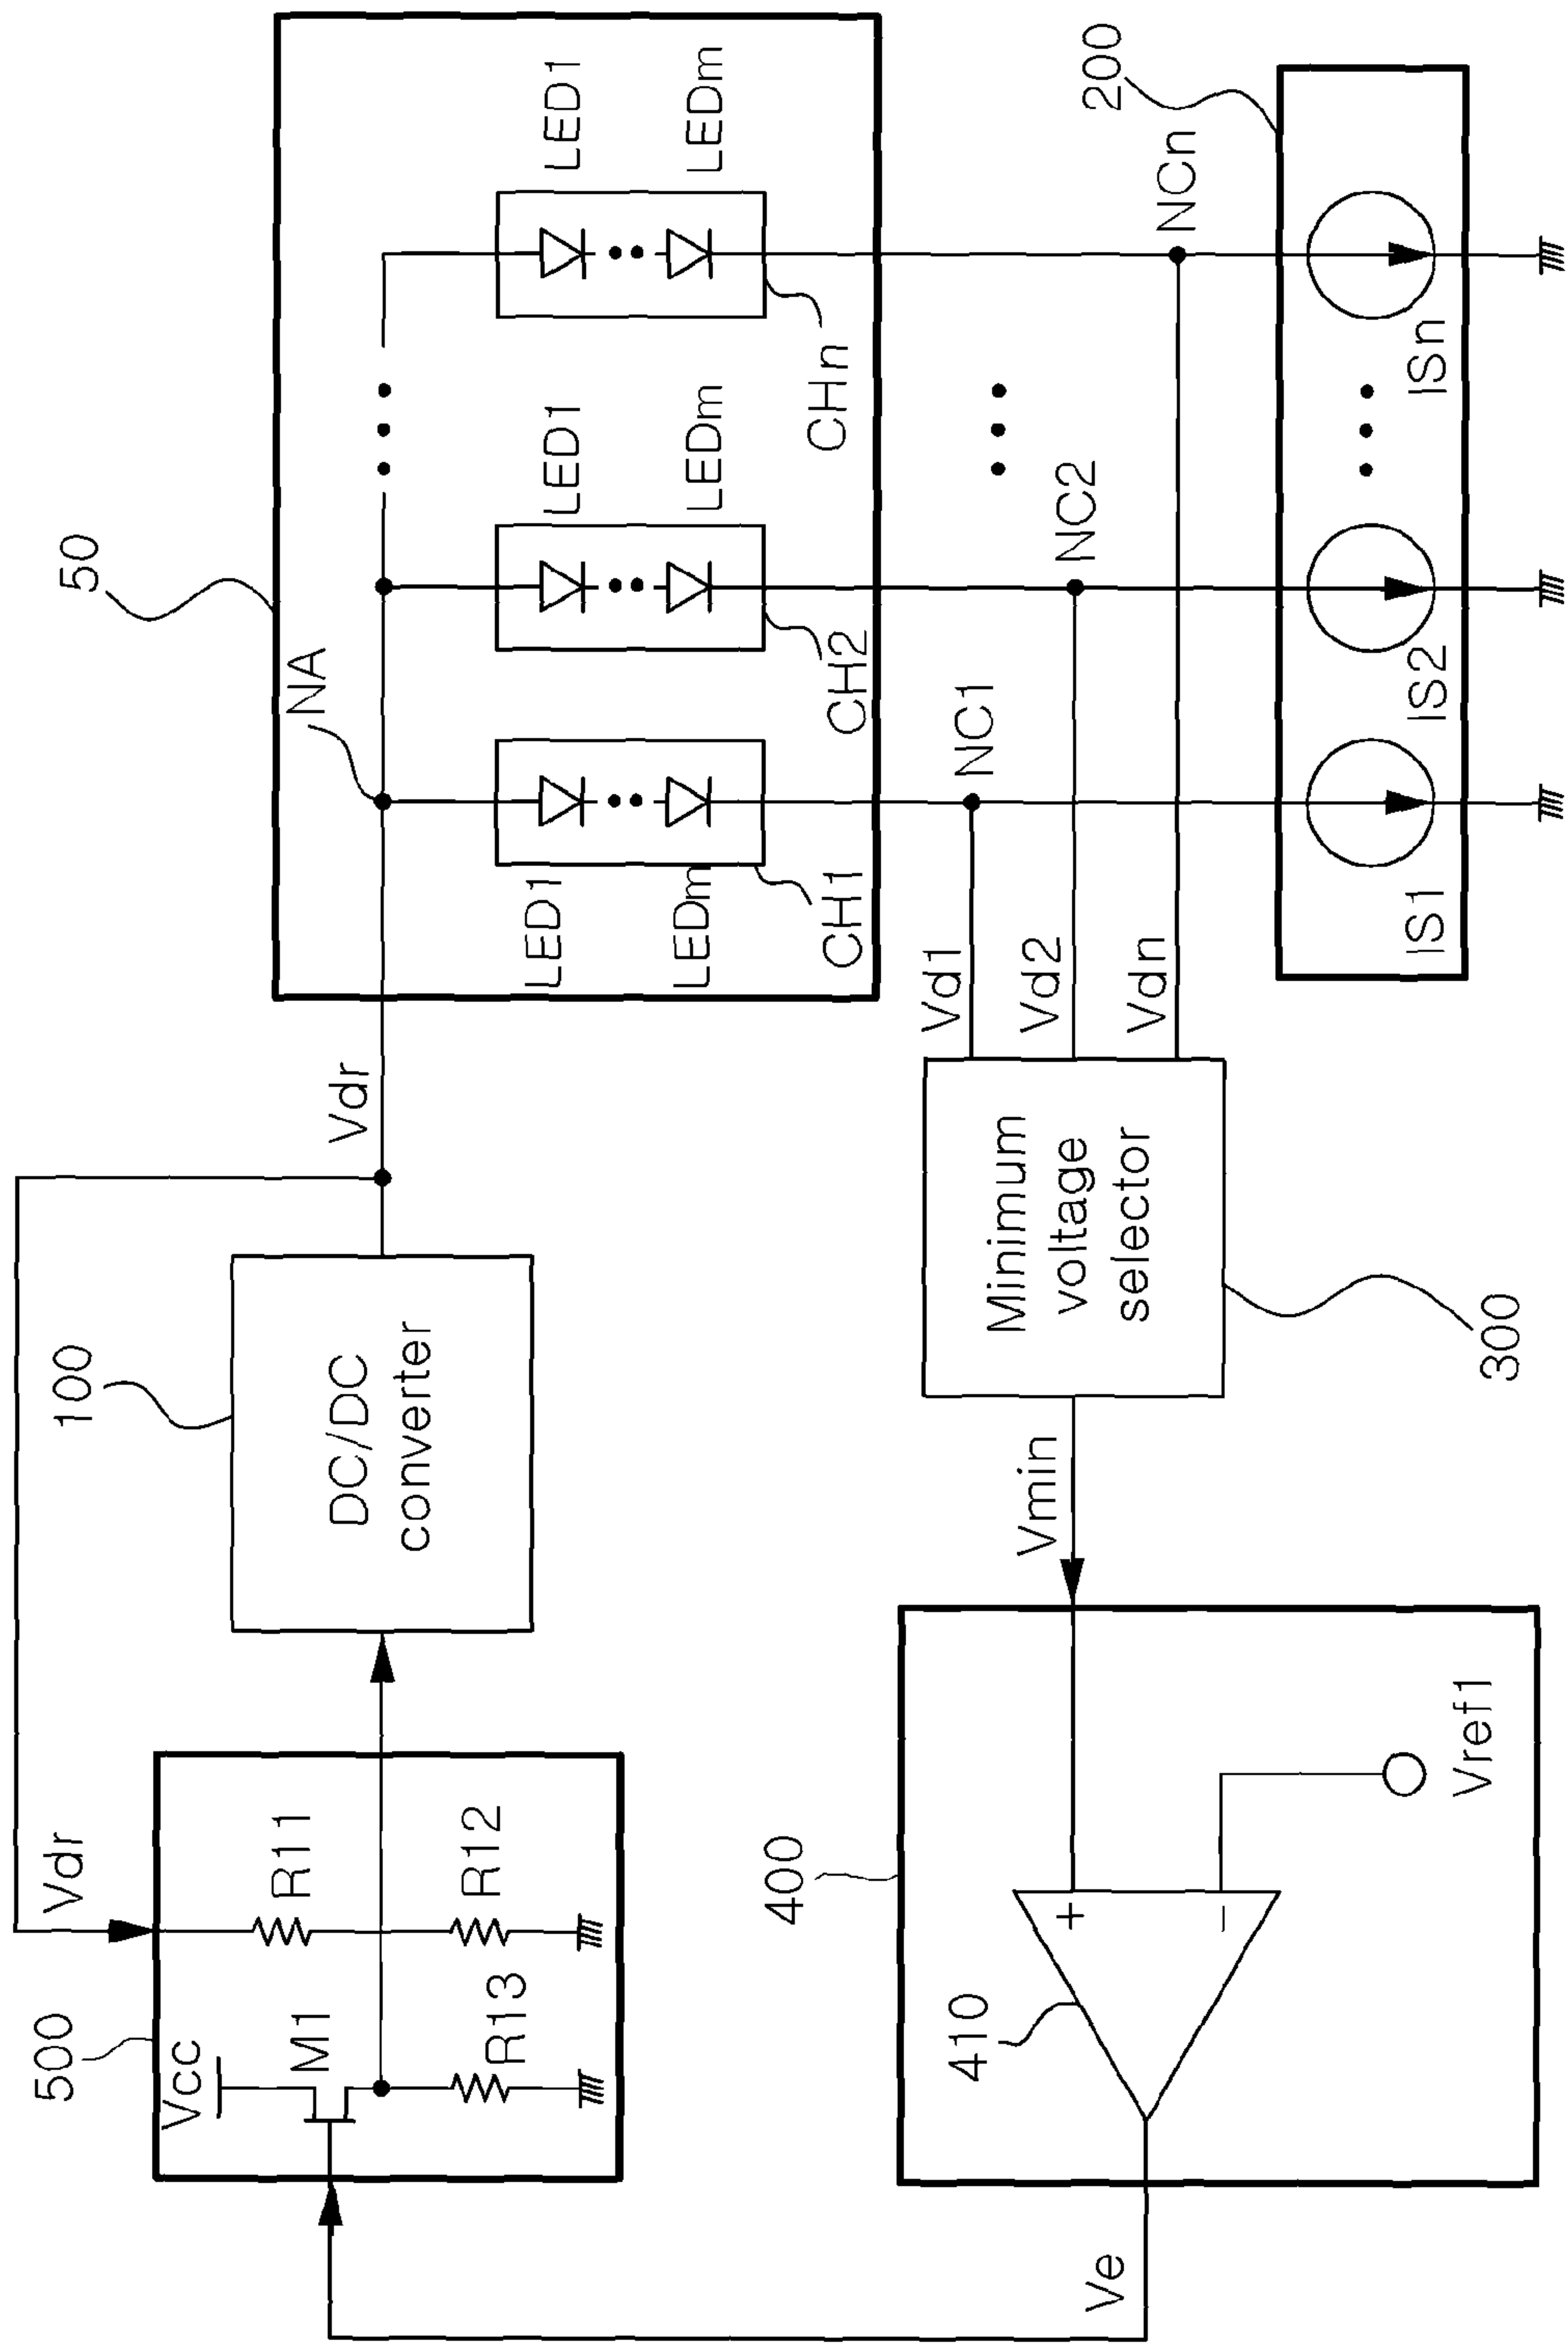 500
Vdr
Vcc
M1
R11
R13
R12
100
DC/DC
converter
Vdr
50
NA
LED1
LEDm
CH1
LED1
LEDm
CH2
LED1
LEDm
CHn
Ve
400
410
+
−
Vref1
Vmin
Minimum
voltage
selector
300
Vd1
Vd2
Vdn
NC1
NC2
NCn
200
IS1
IS2
ISn